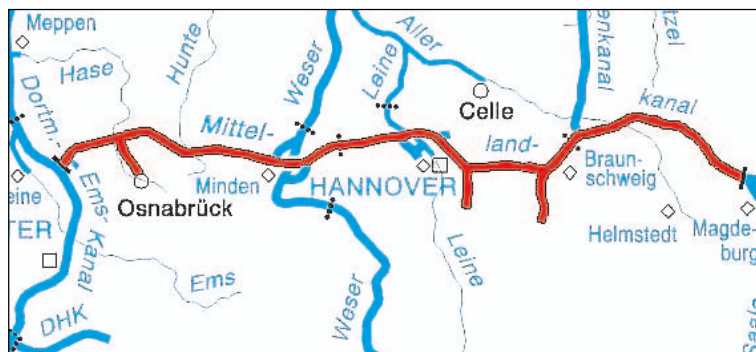 Meppen
Hase
Hunte
Weser
Leine
Aller
Celle
enkanal
tzel
Dortm.-
Mittel-
land-
kanal
eine
Ems-
Kanal
Osnabrück
Minden
HANNOVER
Braun-
schweig
Helmstedt
Magde-
burg
TER
Ems
Leine
Weser
DHK